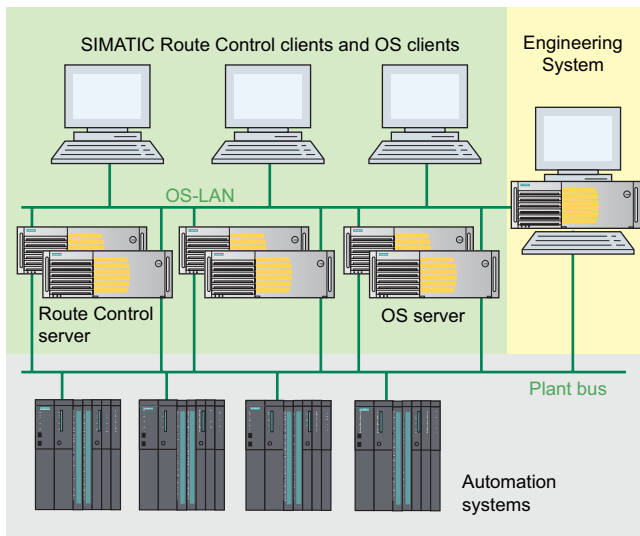 SIMATIC Route Control clients and OS clients
Engineering
System
OS-LAN
Route Control
server
OS server
Plant bus
Automation
systems